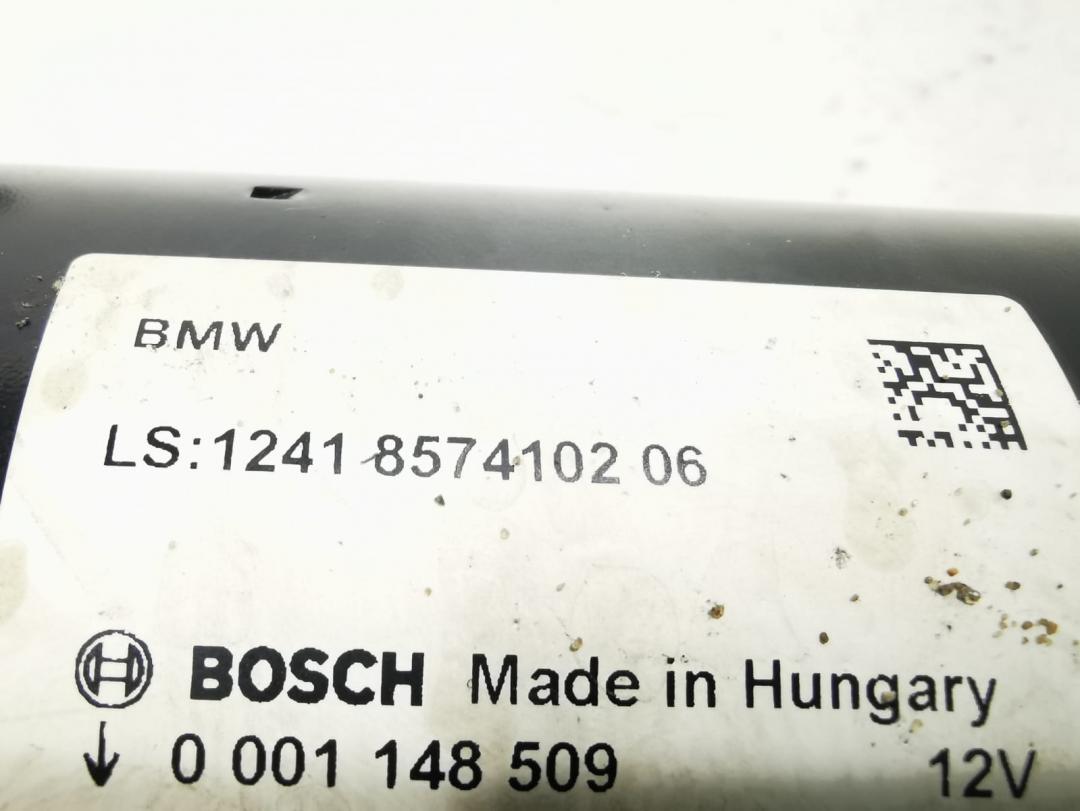 BMW
LS:1241 8574102 06
BOSCH Made in Hungary
↓ 0 001 148 509 12V